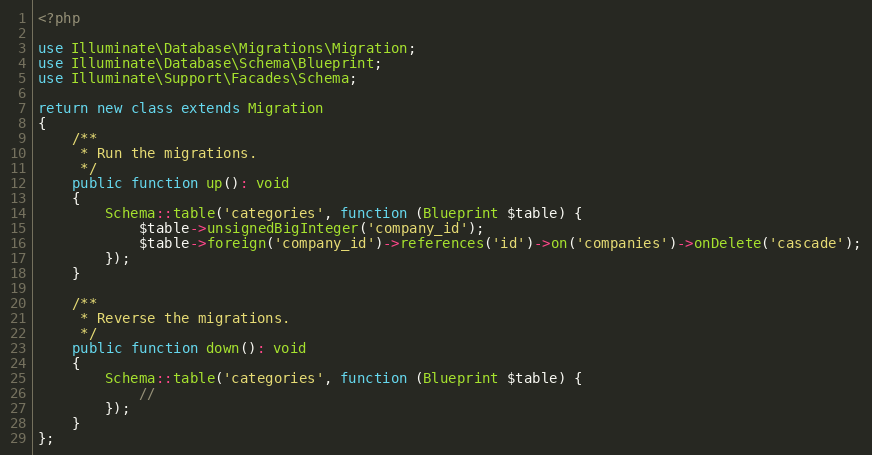 1 <?php
2
3 use Illuminate\Database\Migrations\Migration;
4 use Illuminate\Database\Schema\Blueprint;
5 use Illuminate\Support\Facades\Schema;
6
7 return new class extends Migration
8 {
9     /**
10      * Run the migrations.
11      */
12     public function up(): void
13     {
14         Schema::table('categories', function (Blueprint $table) {
15             $table->unsignedBigInteger('company_id');
16             $table->foreign('company_id')->references('id')->on('companies')->onDelete('cascade');
17         });
18     }
19
20     /**
21      * Reverse the migrations.
22      */
23     public function down(): void
24     {
25         Schema::table('categories', function (Blueprint $table) {
26             //
27         });
28     }
29 };